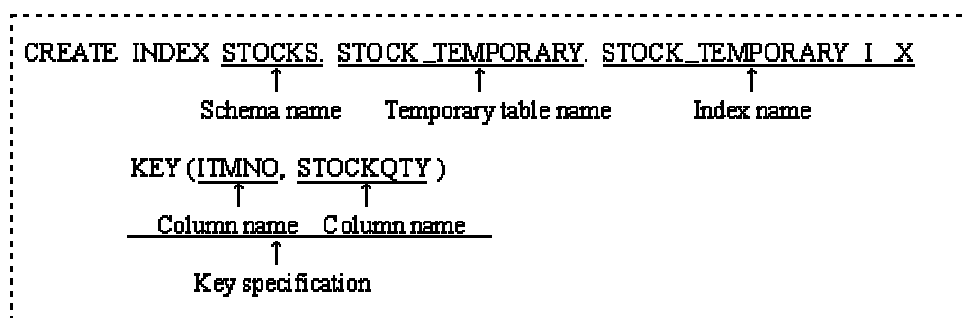 CREATE INDEX STOCKS. STOCK_TEMPORARY. STOCK_TEMPORARY I X
Schema name Temporary table name Index name
KEY (ITMNO, STOCKQTY )
Column name Column name
Key specification